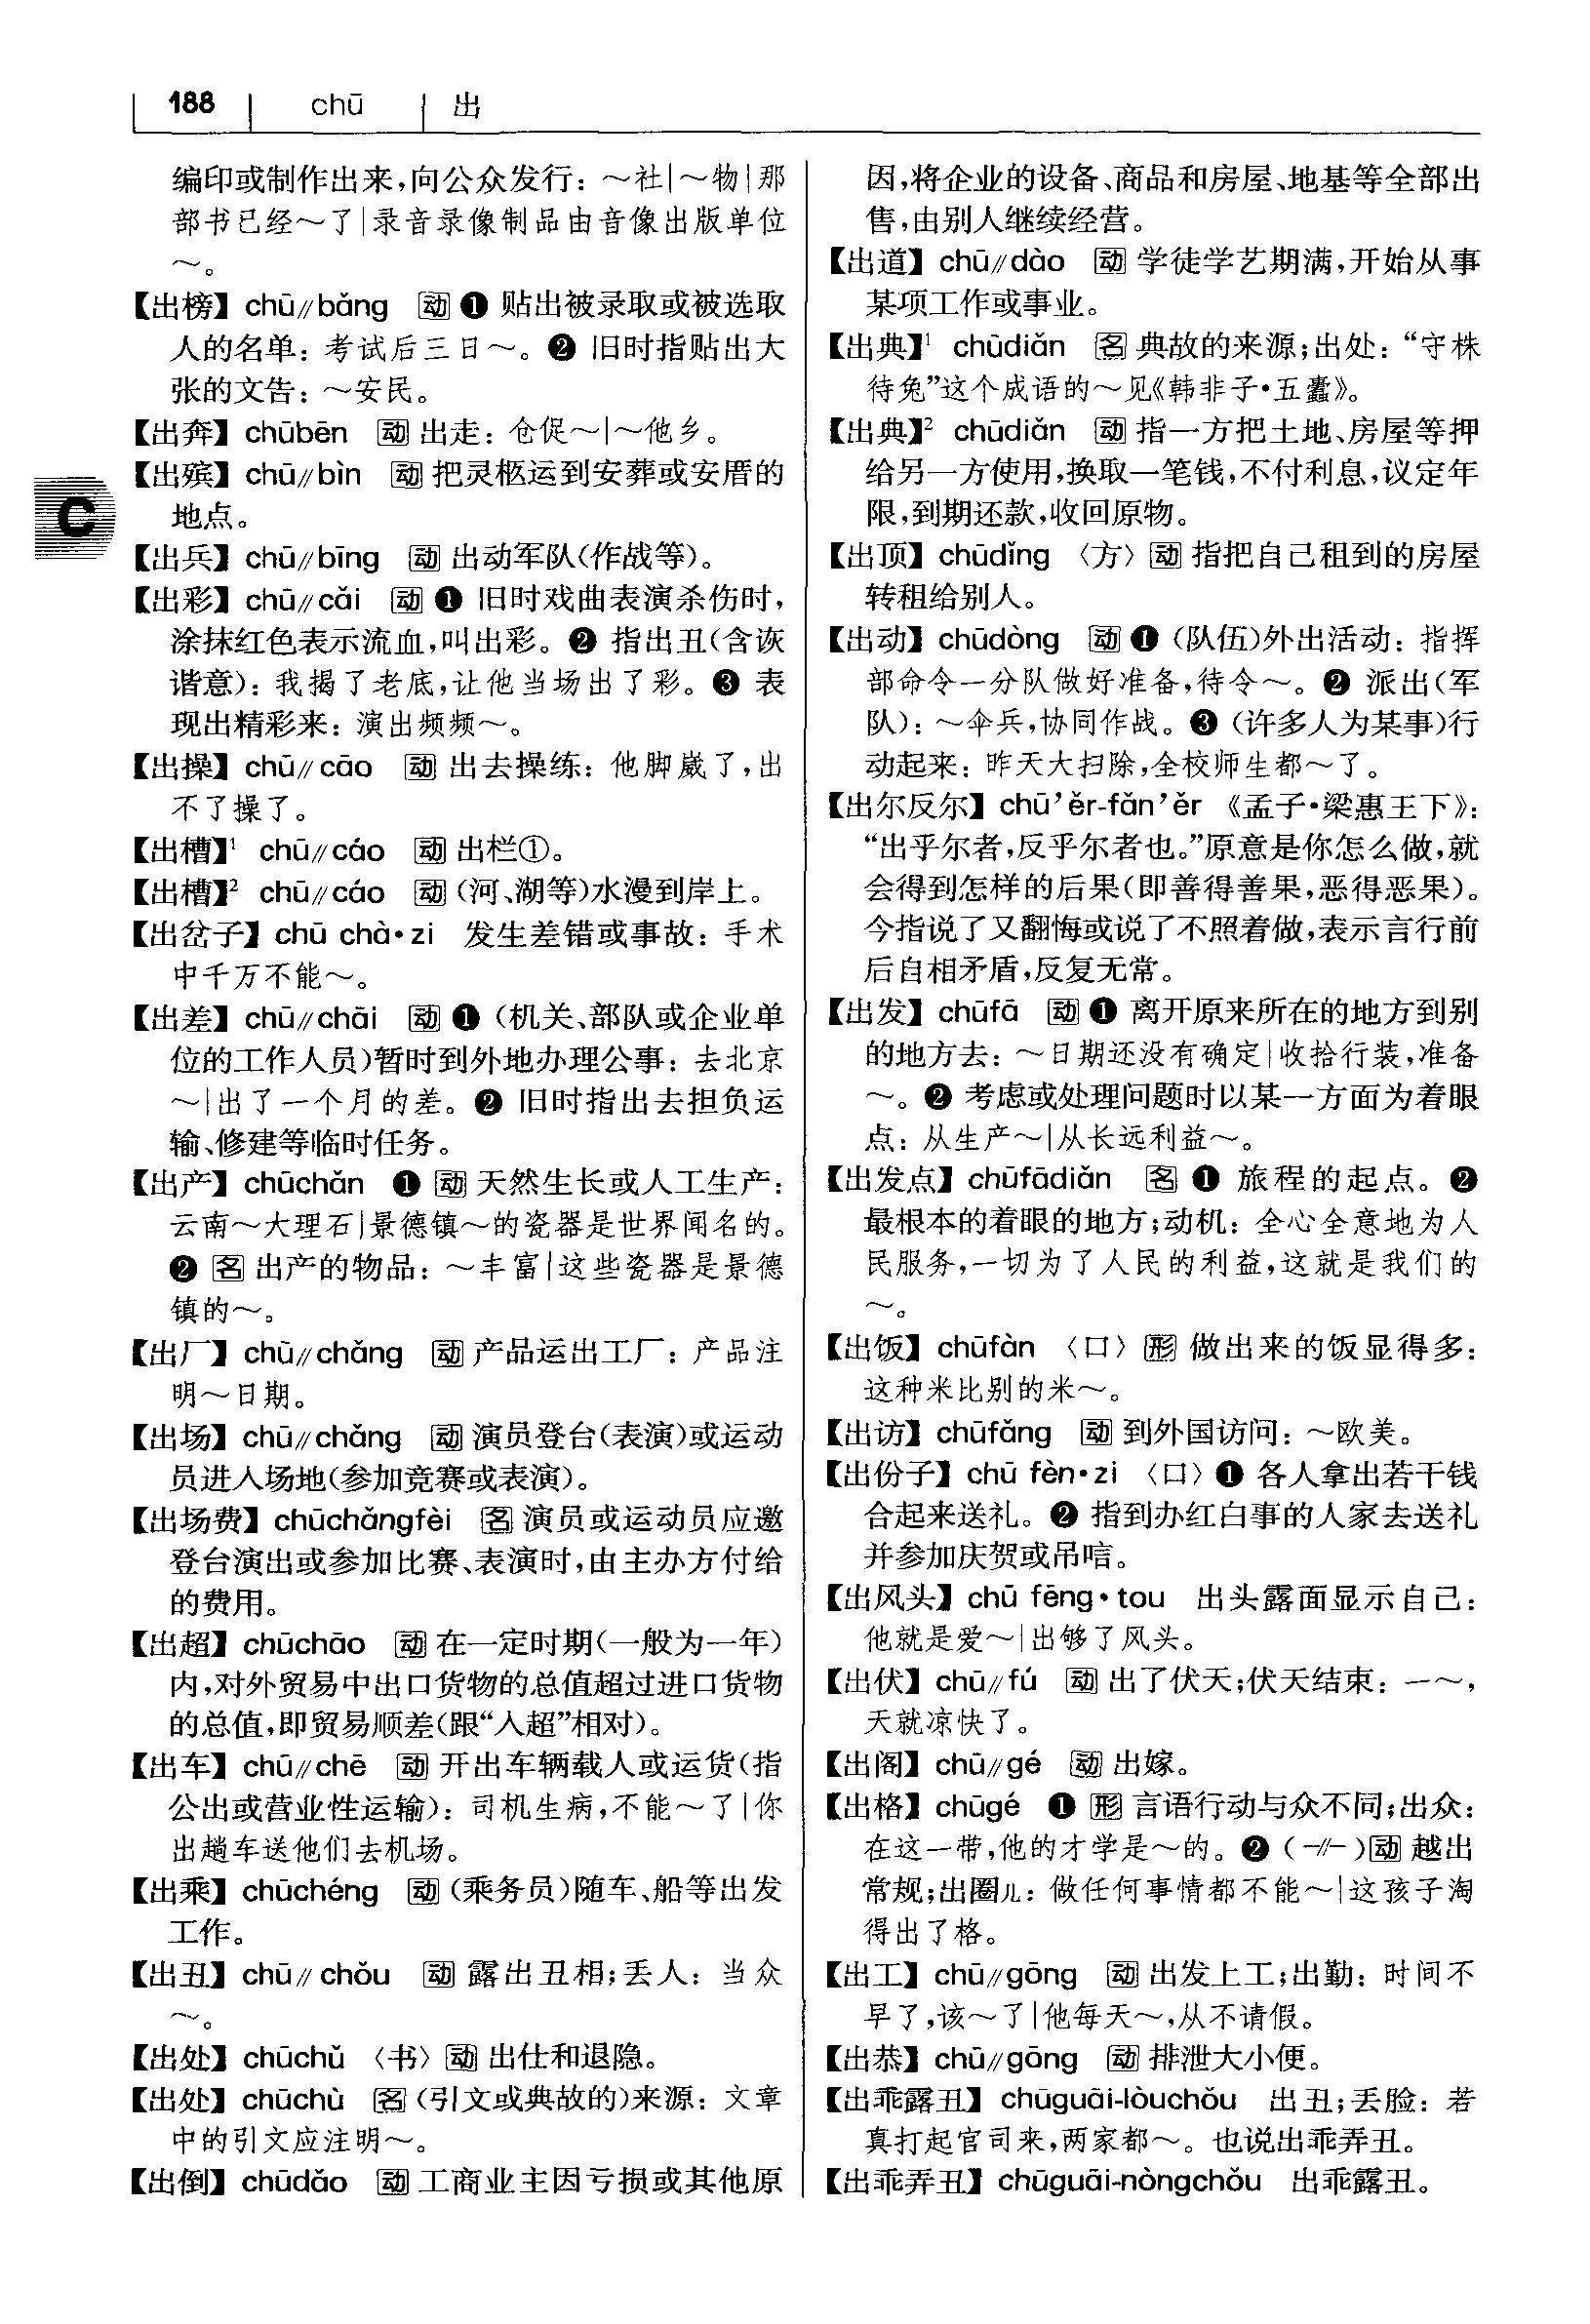 188 chū 出
编印或制作出来,向公众发行：～社|～物|那
部书已经～了|录音录像制品由音像出版单位
～。
【出榜】 chū∥bǎng 动 ❶ 贴出被录取或被选取
人的名单：考试后三日～。❷ 旧时指贴出大
张的文告：～安民。
【出奔】 chūbēn 动 出走：仓促～|～他乡。
【出殡】 chū∥bìn 动 把灵柩运到安葬或安厝的
地点。
C
【出兵】 chū∥bīng 动 出动军队(作战等)。
【出彩】 chū∥cǎi 动 ❶ 旧时戏曲表演杀伤时,
涂抹红色表示流血,叫出彩。❷ 指出丑(含诙
谐意)：我揭了老底,让他当场出了彩。❸ 表
现出精彩来：演出频频～。
【出操】 chū∥cāo 动 出去操练：他脚崴了,出
不了操了。
【出槽】¹ chū∥cáo 动 出栏①。
【出槽】² chū∥cáo 动 (河、湖等)水漫到岸上。
【出岔子】 chū chà·zi 发生差错或事故：手术
中千万不能～。
【出差】 chū∥chāi 动 ❶ (机关、部队或企业单
位的工作人员)暂时到外地办理公事：去北京
～|出了一个月的差。❷ 旧时指出去担负运
输、修建等临时任务。
【出产】 chūchǎn ❶ 动 天然生长或人工生产：
云南～大理石|景德镇～的瓷器是世界闻名的。
❷ 名 出产的物品：～丰富|这些瓷器是景德
镇的～。
【出厂】 chū∥chǎng 动 产品运出工厂：产品注
明～日期。
【出场】 chū∥chǎng 动 演员登台(表演)或运动
员进入场地(参加竞赛或表演)。
【出场费】 chūchǎngfèi 名 演员或运动员应邀
登台演出或参加比赛、表演时,由主办方付给
的费用。
【出超】 chūchāo 动 在一定时期(一般为一年)
内,对外贸易中出口货物的总值超过进口货物
的总值,即贸易顺差(跟“入超”相对)。
【出车】 chū∥chē 动 开出车辆载人或运货(指
公出或营业性运输)：司机生病,不能～了|你
出趟车送他们去机场。
【出乘】 chūchéng 动 (乘务员)随车、船等出发
工作。
【出丑】 chū∥chǒu 动 露出丑相;丢人：当众
～。
【出处】 chūchǔ 〈书〉 动 出仕和退隐。
【出处】 chūchù 名 (引文或典故的)来源：文章
中的引文应注明～。
【出倒】 chūdǎo 动 工商业主因亏损或其他原
因,将企业的设备、商品和房屋、地基等全部出
售,由别人继续经营。
【出道】 chū∥dào 动 学徒学艺期满,开始从事
某项工作或事业。
【出典】¹ chūdiǎn 名 典故的来源;出处：“守株
待兔”这个成语的～见《韩非子·五蠹》。
【出典】² chūdiǎn 动 指一方把土地、房屋等押
给另一方使用,换取一笔钱,不付利息,议定年
限,到期还款,收回原物。
【出顶】 chūdǐng 〈方〉 动 指把自己租到的房屋
转租给别人。
【出动】 chūdòng 动 ❶ (队伍)外出活动：指挥
部命令一分队做好准备,待令～。❷ 派出(军
队)：～伞兵,协同作战。❸ (许多人为某事)行
动起来：昨天大扫除,全校师生都～了。
【出尔反尔】 chū’ěr-fǎn’ěr 《孟子·梁惠王下》：
“出乎尔者,反乎尔者也。”原意是你怎么做,就
会得到怎样的后果(即善得善果,恶得恶果)。
今指说了又翻悔或说了不照着做,表示言行前
后自相矛盾,反复无常。
【出发】 chūfā 动 ❶ 离开原来所在的地方到别
的地方去：～日期还没有确定|收拾行装,准备
～。❷ 考虑或处理问题时以某一方面为着眼
点：从生产～|从长远利益～。
【出发点】 chūfādiǎn 名 ❶ 旅程的起点。❷
最根本的着眼的地方;动机：全心全意地为人
民服务,一切为了人民的利益,这就是我们的
～。
【出饭】 chūfàn 〈口〉 形 做出来的饭显得多：
这种米比别的米～。
【出访】 chūfǎng 动 到外国访问：～欧美。
【出份子】 chū fèn·zi 〈口〉 ❶ 各人拿出若干钱
合起来送礼。❷ 指到办红白事的人家去送礼
并参加庆贺或吊唁。
【出风头】 chū fēng·tou 出头露面显示自己：
他就是爱～|出够了风头。
【出伏】 chū∥fú 动 出了伏天;伏天结束：一～,
天就凉快了。
【出阁】 chū∥gé 动 出嫁。
【出格】 chūgé ❶ 形 言语行动与众不同;出众：
在这一带,他的才学是～的。❷ (-∥-)动 越出
常规;出圈儿：做任何事情都不能～|这孩子淘
得出了格。
【出工】 chū∥gōng 动 出发上工;出勤：时间不
早了,该～了|他每天～,从不请假。
【出恭】 chū∥gōng 动 排泄大小便。
【出乖露丑】 chūguāi-lòuchǒu 出丑;丢脸：若
真打起官司来,两家都～。也说出乖弄丑。
【出乖弄丑】 chūguāi-nòngchǒu 出乖露丑。